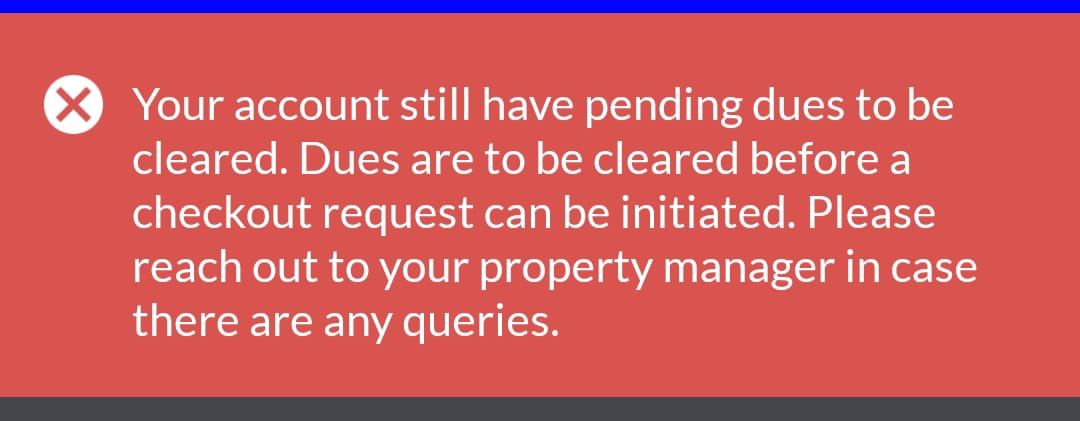 Your account still have pending dues to be
cleared. Dues are to be cleared before a
checkout request can be initiated. Please
reach out to your property manager in case
there are any queries.